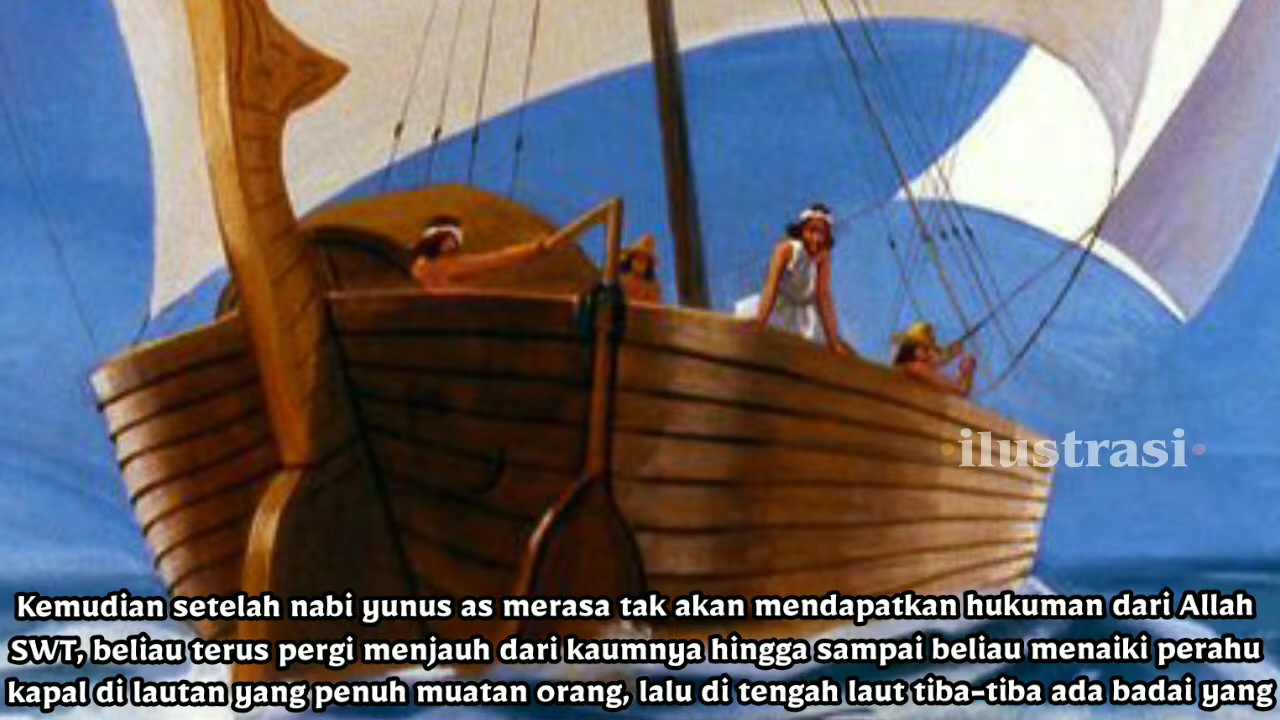 ilustrasi
Kemudian setelah nabi yunus as merasa tak akan mendapatkan hukuman dari Allah
SWT, beliau terus pergi menjauh dari kaumnya hingga sampai beliau menaiki perahu
kapal di lautan yang penuh muatan orang, lalu di tengah laut tiba-tiba ada badai yang